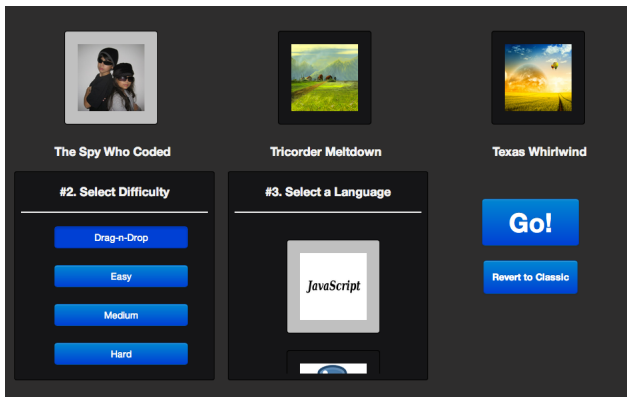 The Spy Who Coded
Tricorder Meltdown
Texas Whirlwind
#2. Select Difficulty
Drag-n-Drop
Easy
Medium
Hard
#3. Select a Language
JavaScript
Go!
Revert to Classic